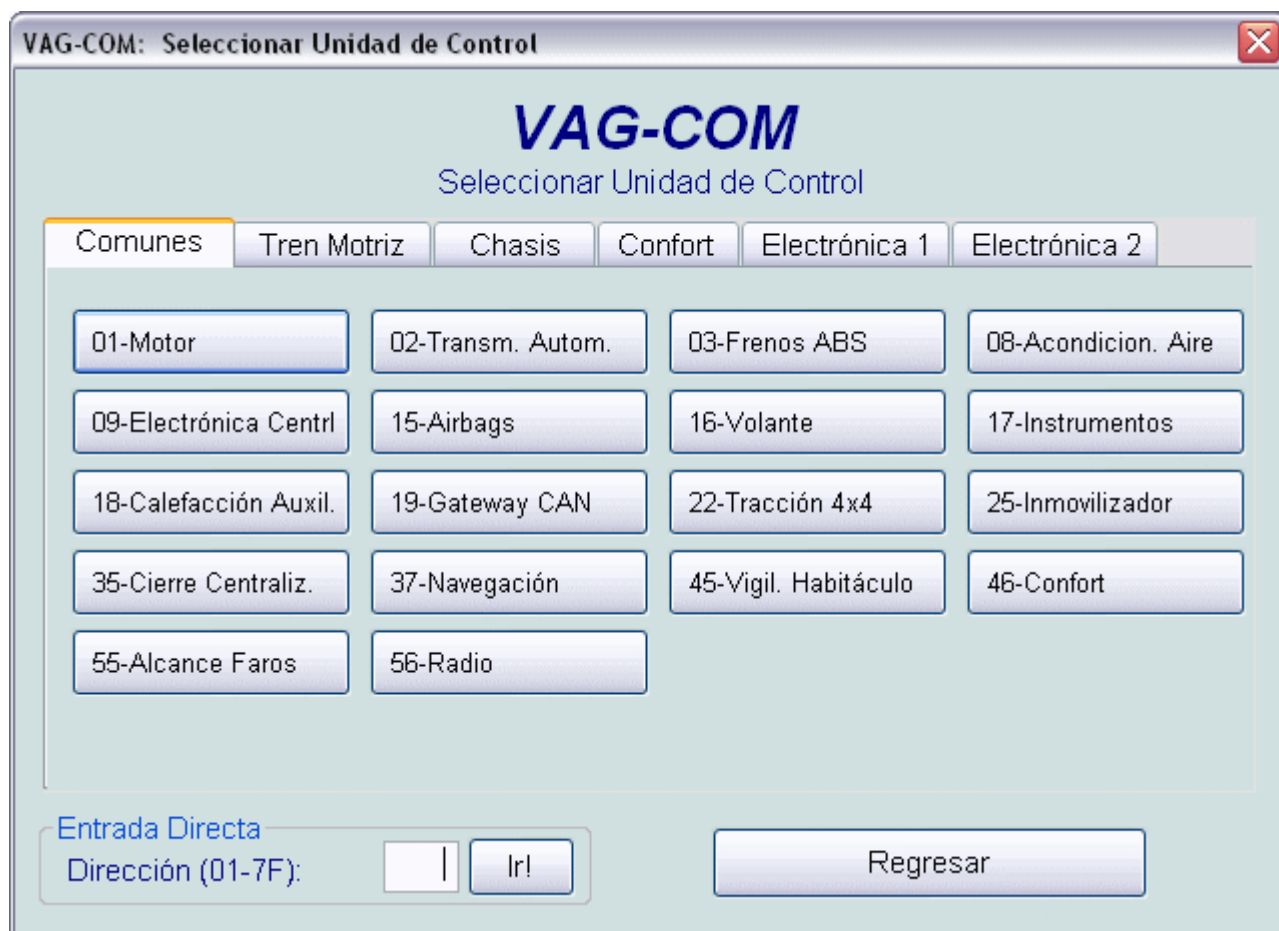 VAG-COM: Seleccionar Unidad de Control
VAG-COM
Seleccionar Unidad de Control
Comunes Tren Motriz Chasis Confort Electrónica 1 Electrónica 2
01-Motor 02-Transm. Autom. 03-Frenos ABS 08-Acondicion. Aire
09-Electrónica Centrl 15-Airbags 16-Volante 17-Instrumentos
18-Calefacción Auxil. 19-Gateway CAN 22-Tracción 4x4 25-Inmovilizador
35-Cierre Centraliz. 37-Navegación 45-Vigil. Habitáculo 46-Confort
55-Alcance Faros 56-Radio
Entrada Directa
Dirección (01-7F): Ir! Regresar